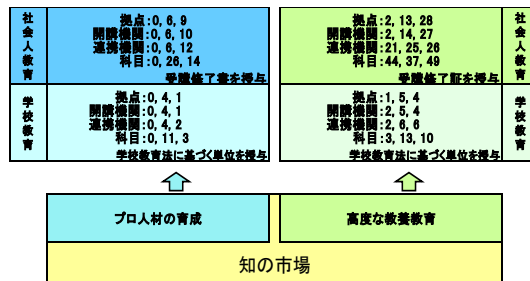 社会人教育
拠点:0, 6, 9
開講機関:0, 6, 10
連携機関:0, 6, 12
科目:0, 26, 14
受講修了書を授与
学校教育
拠点:0, 4, 1
開講機関:0, 4, 1
連携機関:0, 4, 2
科目:0, 11, 3
学校教育法に基づく単位を授与
拠点:2, 13, 28
開講機関:2, 14, 27
連携機関:21, 25, 26
科目:44, 37, 49
受講修了証を授与
社会人教育
拠点:1, 5, 4
開講機関:2, 5, 4
連携機関:2, 6, 6
科目:3, 13, 10
学校教育法に基づく単位を授与
学校教育
プロ人材の育成
高度な教養教育
知の市場